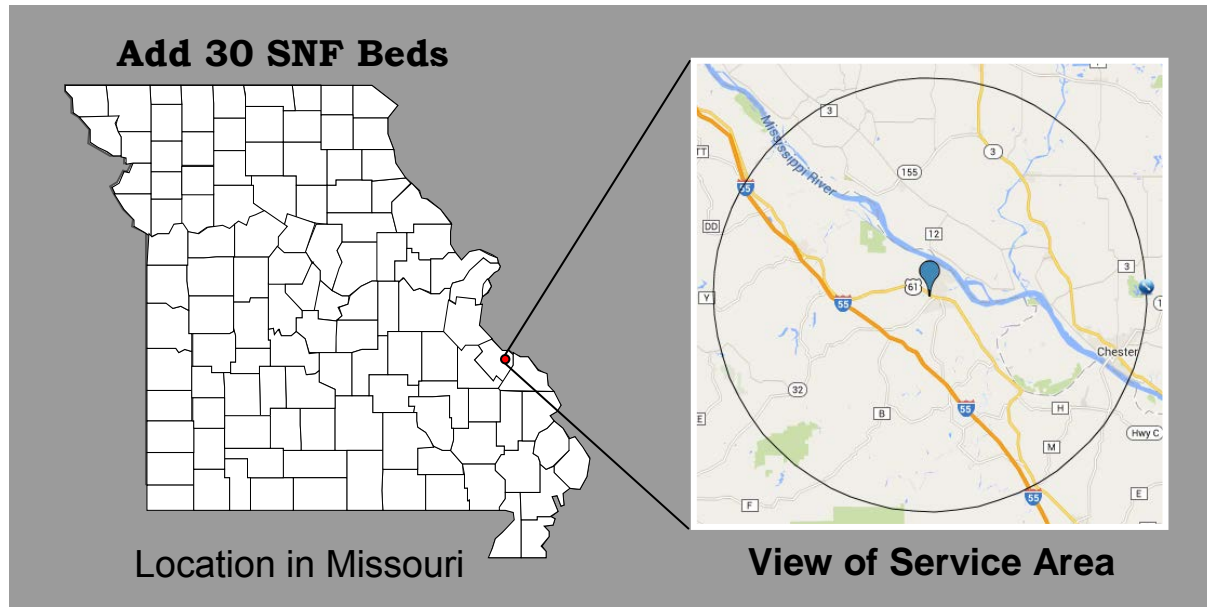 Add 30 SNF Beds
Location in Missouri
3
Mississippi River
3
TT
155
55
DD
12
3
61
Y
55
Chester
32
B
55
H
E
Hwy C
M
E
F
55
View of Service Area